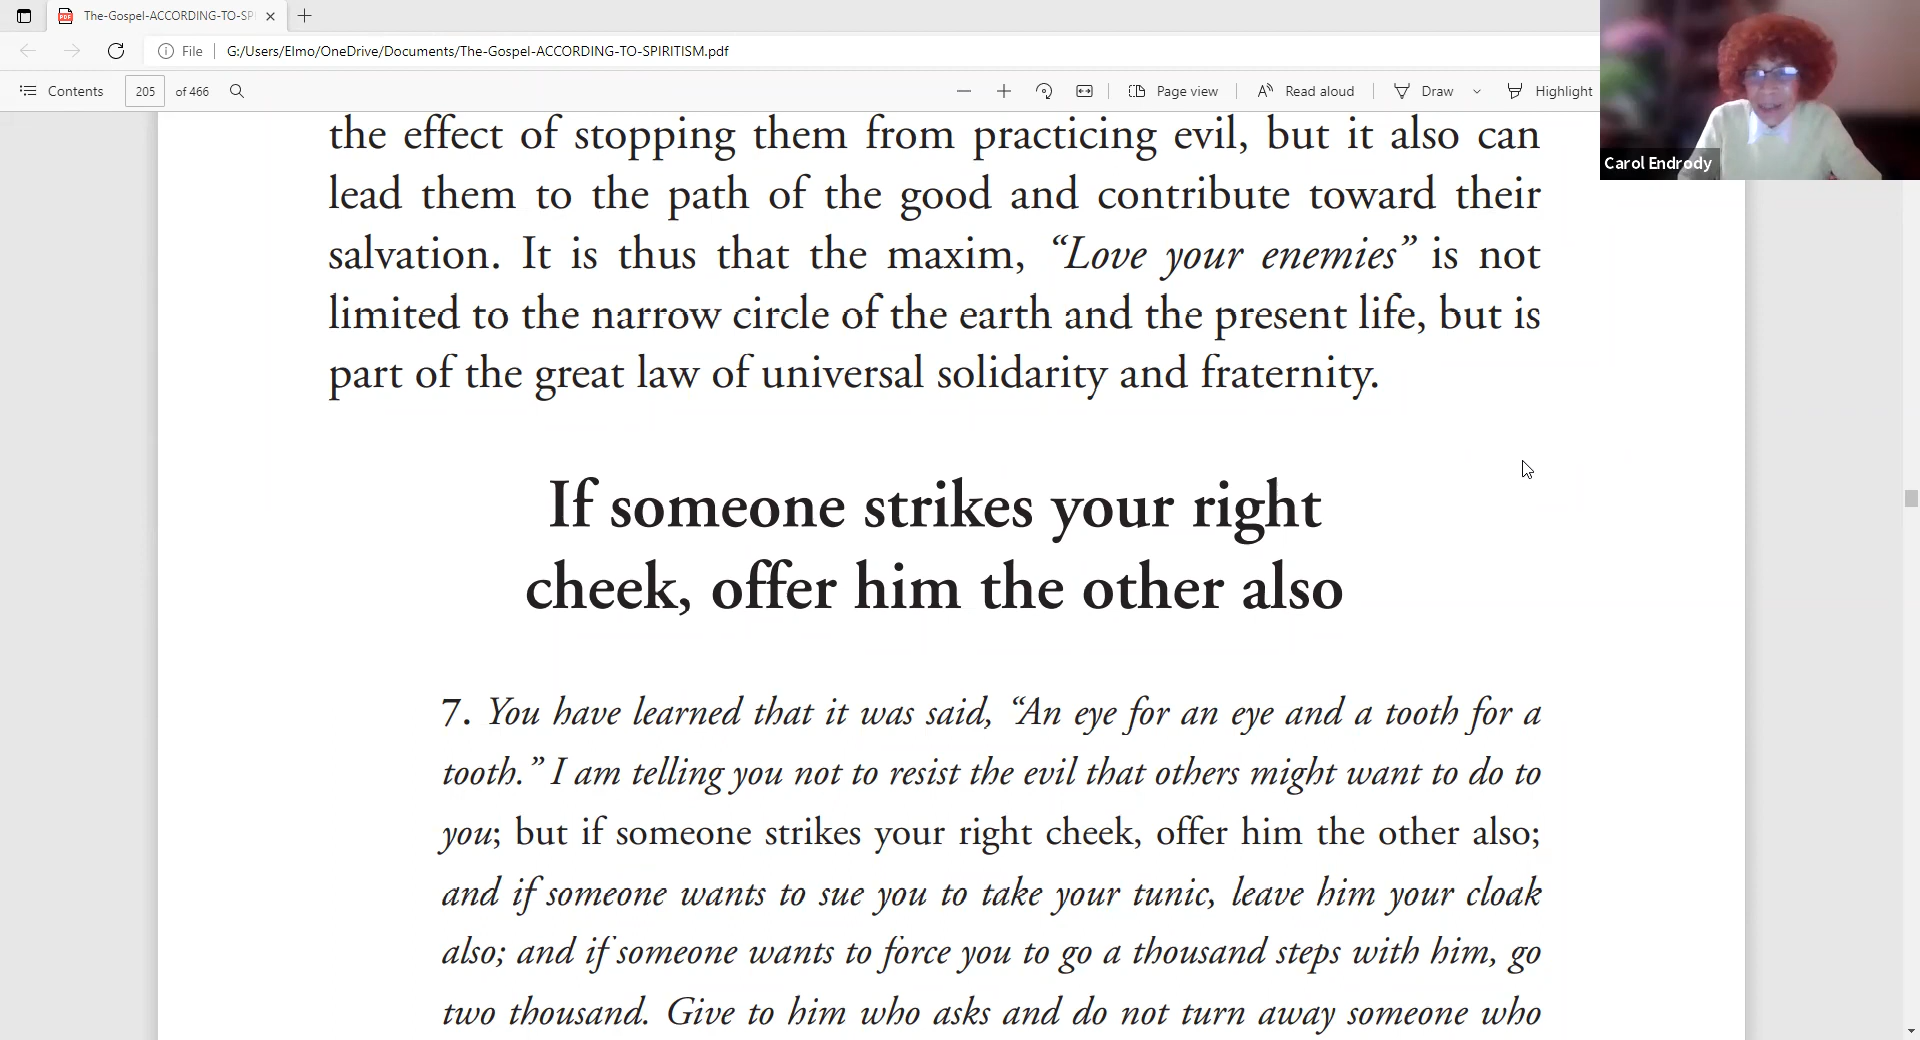 The-Gospel-ACCORDING-TO-SPI
File
G:/Users/Elmo/OneDrive/Documents/The-Gospel-ACCORDING-TO-SPIRITISM.pdf
Contents 205 of 466
Page view Read aloud Draw Highlight
Carol Endrody
the effect of stopping them from practicing evil, but it also can
lead them to the path of the good and contribute toward their
salvation. It is thus that the maxim, “Love your enemies” is not
limited to the narrow circle of the earth and the present life, but is
part of the great law of universal solidarity and fraternity.
If someone strikes your right
cheek, offer him the other also
7. You have learned that it was said, “An eye for an eye and a tooth for a
tooth.” I am telling you not to resist the evil that others might want to do to
you; but if someone strikes your right cheek, offer him the other also;
and if someone wants to sue you to take your tunic, leave him your cloak
also; and if someone wants to force you to go a thousand steps with him, go
two thousand. Give to him who asks and do not turn away someone who